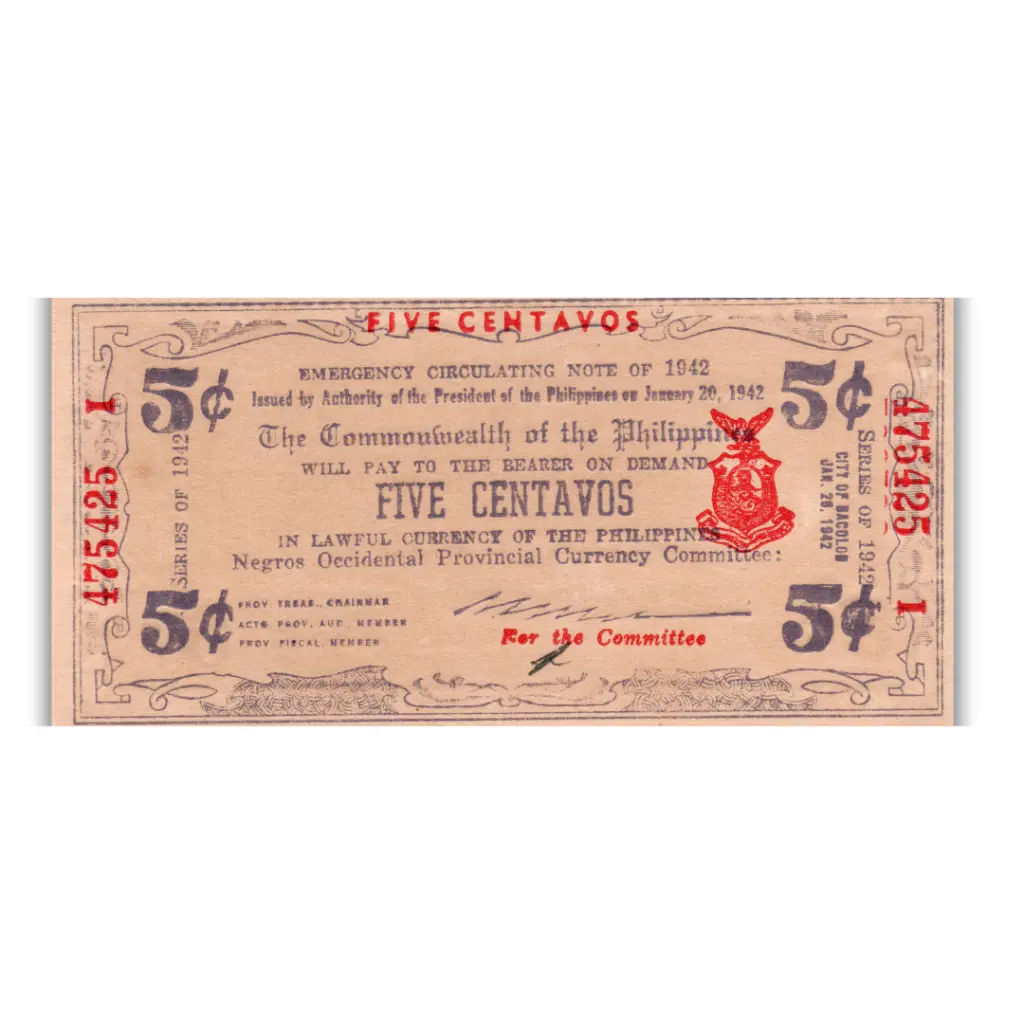 FIVE CENTAVOS
5¢
5¢
EMERGENCY CIRCULATING NOTE OF 1942
Issued by Authority of the President of the Philippines on January 20, 1942
The Commonwealth of the Philippines
WILL PAY TO THE BEARER ON DEMAND
FIVE CENTAVOS
IN LAWFUL CURRENCY OF THE PHILIPPINES
Negros Occidental Provincial Currency Committee:
475425 I
SERIES OF 1942
CITY OF BACOLOD
JAN. 26, 1942
SERIES OF 1942
475425 I
5¢
5¢
PROV. TREAS., CHAIRMAN
ACTG PROV. AUD., MEMBER
PROV FISCAL, MEMBER
For the Committee